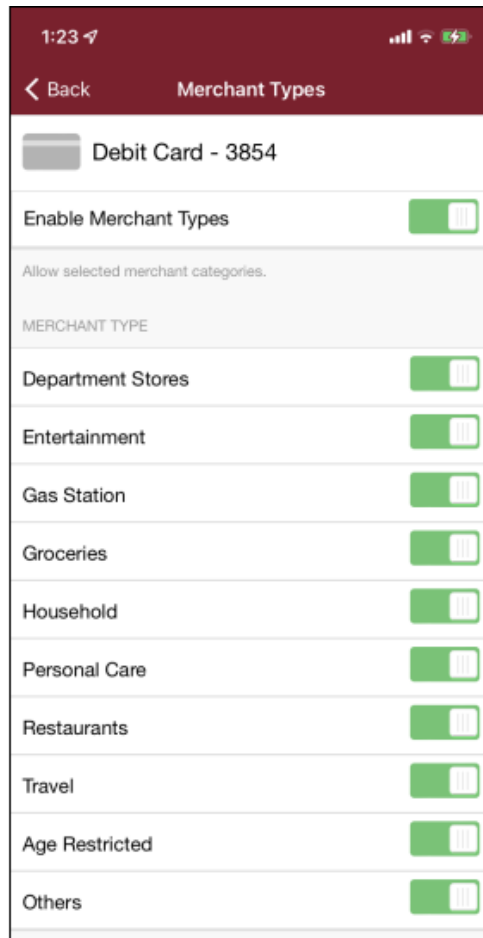 1:23
Back Merchant Types
Debit Card - 3854
Enable Merchant Types
Allow selected merchant categories.
MERCHANT TYPE
Department Stores
Entertainment
Gas Station
Groceries
Household
Personal Care
Restaurants
Travel
Age Restricted
Others